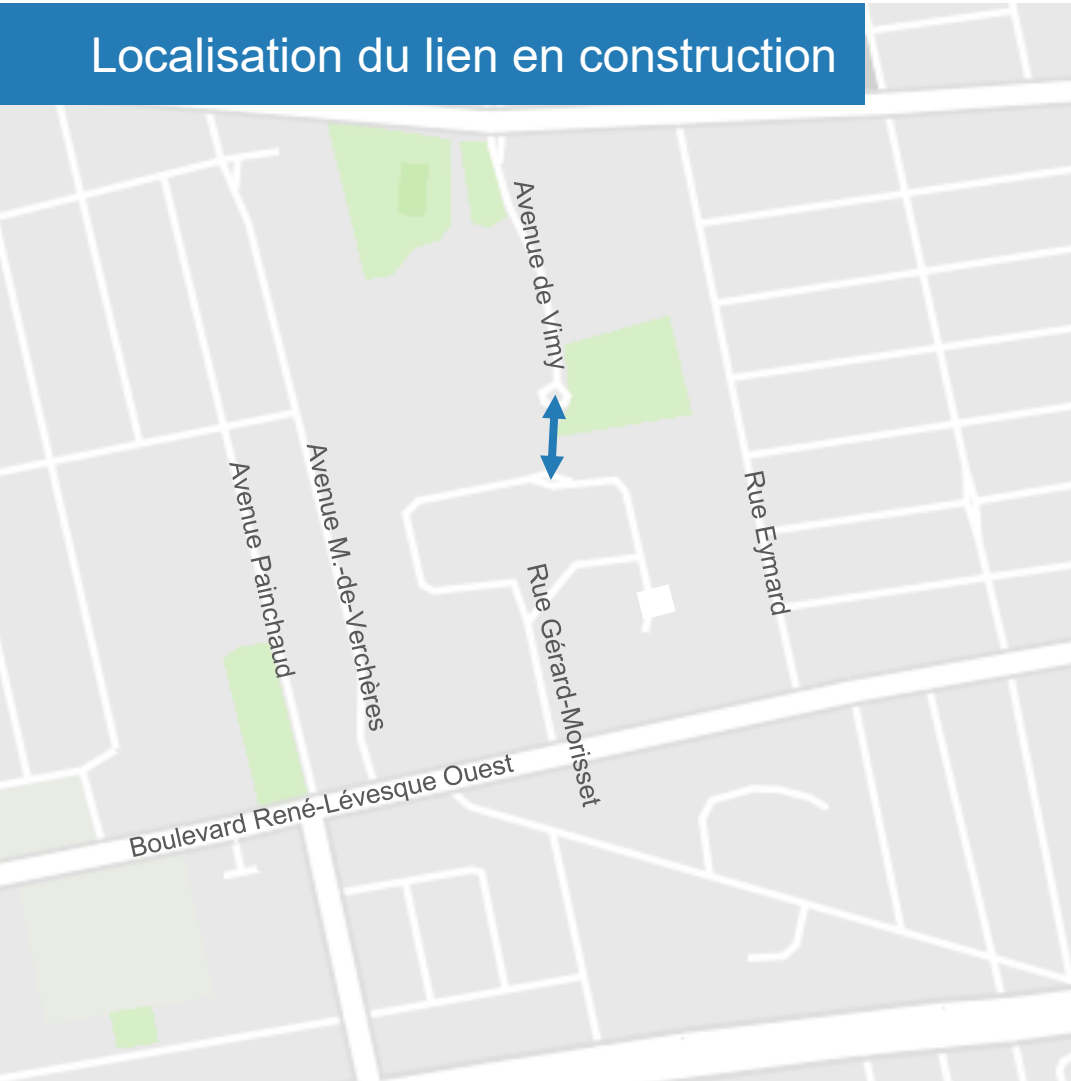 Localisation du lien en construction
Avenue de Vimy
Avenue Painchaud
Avenue M.-de-Verchères
Rue Eymard
Rue Gérard-Morisset
Boulevard René-Lévesque Ouest